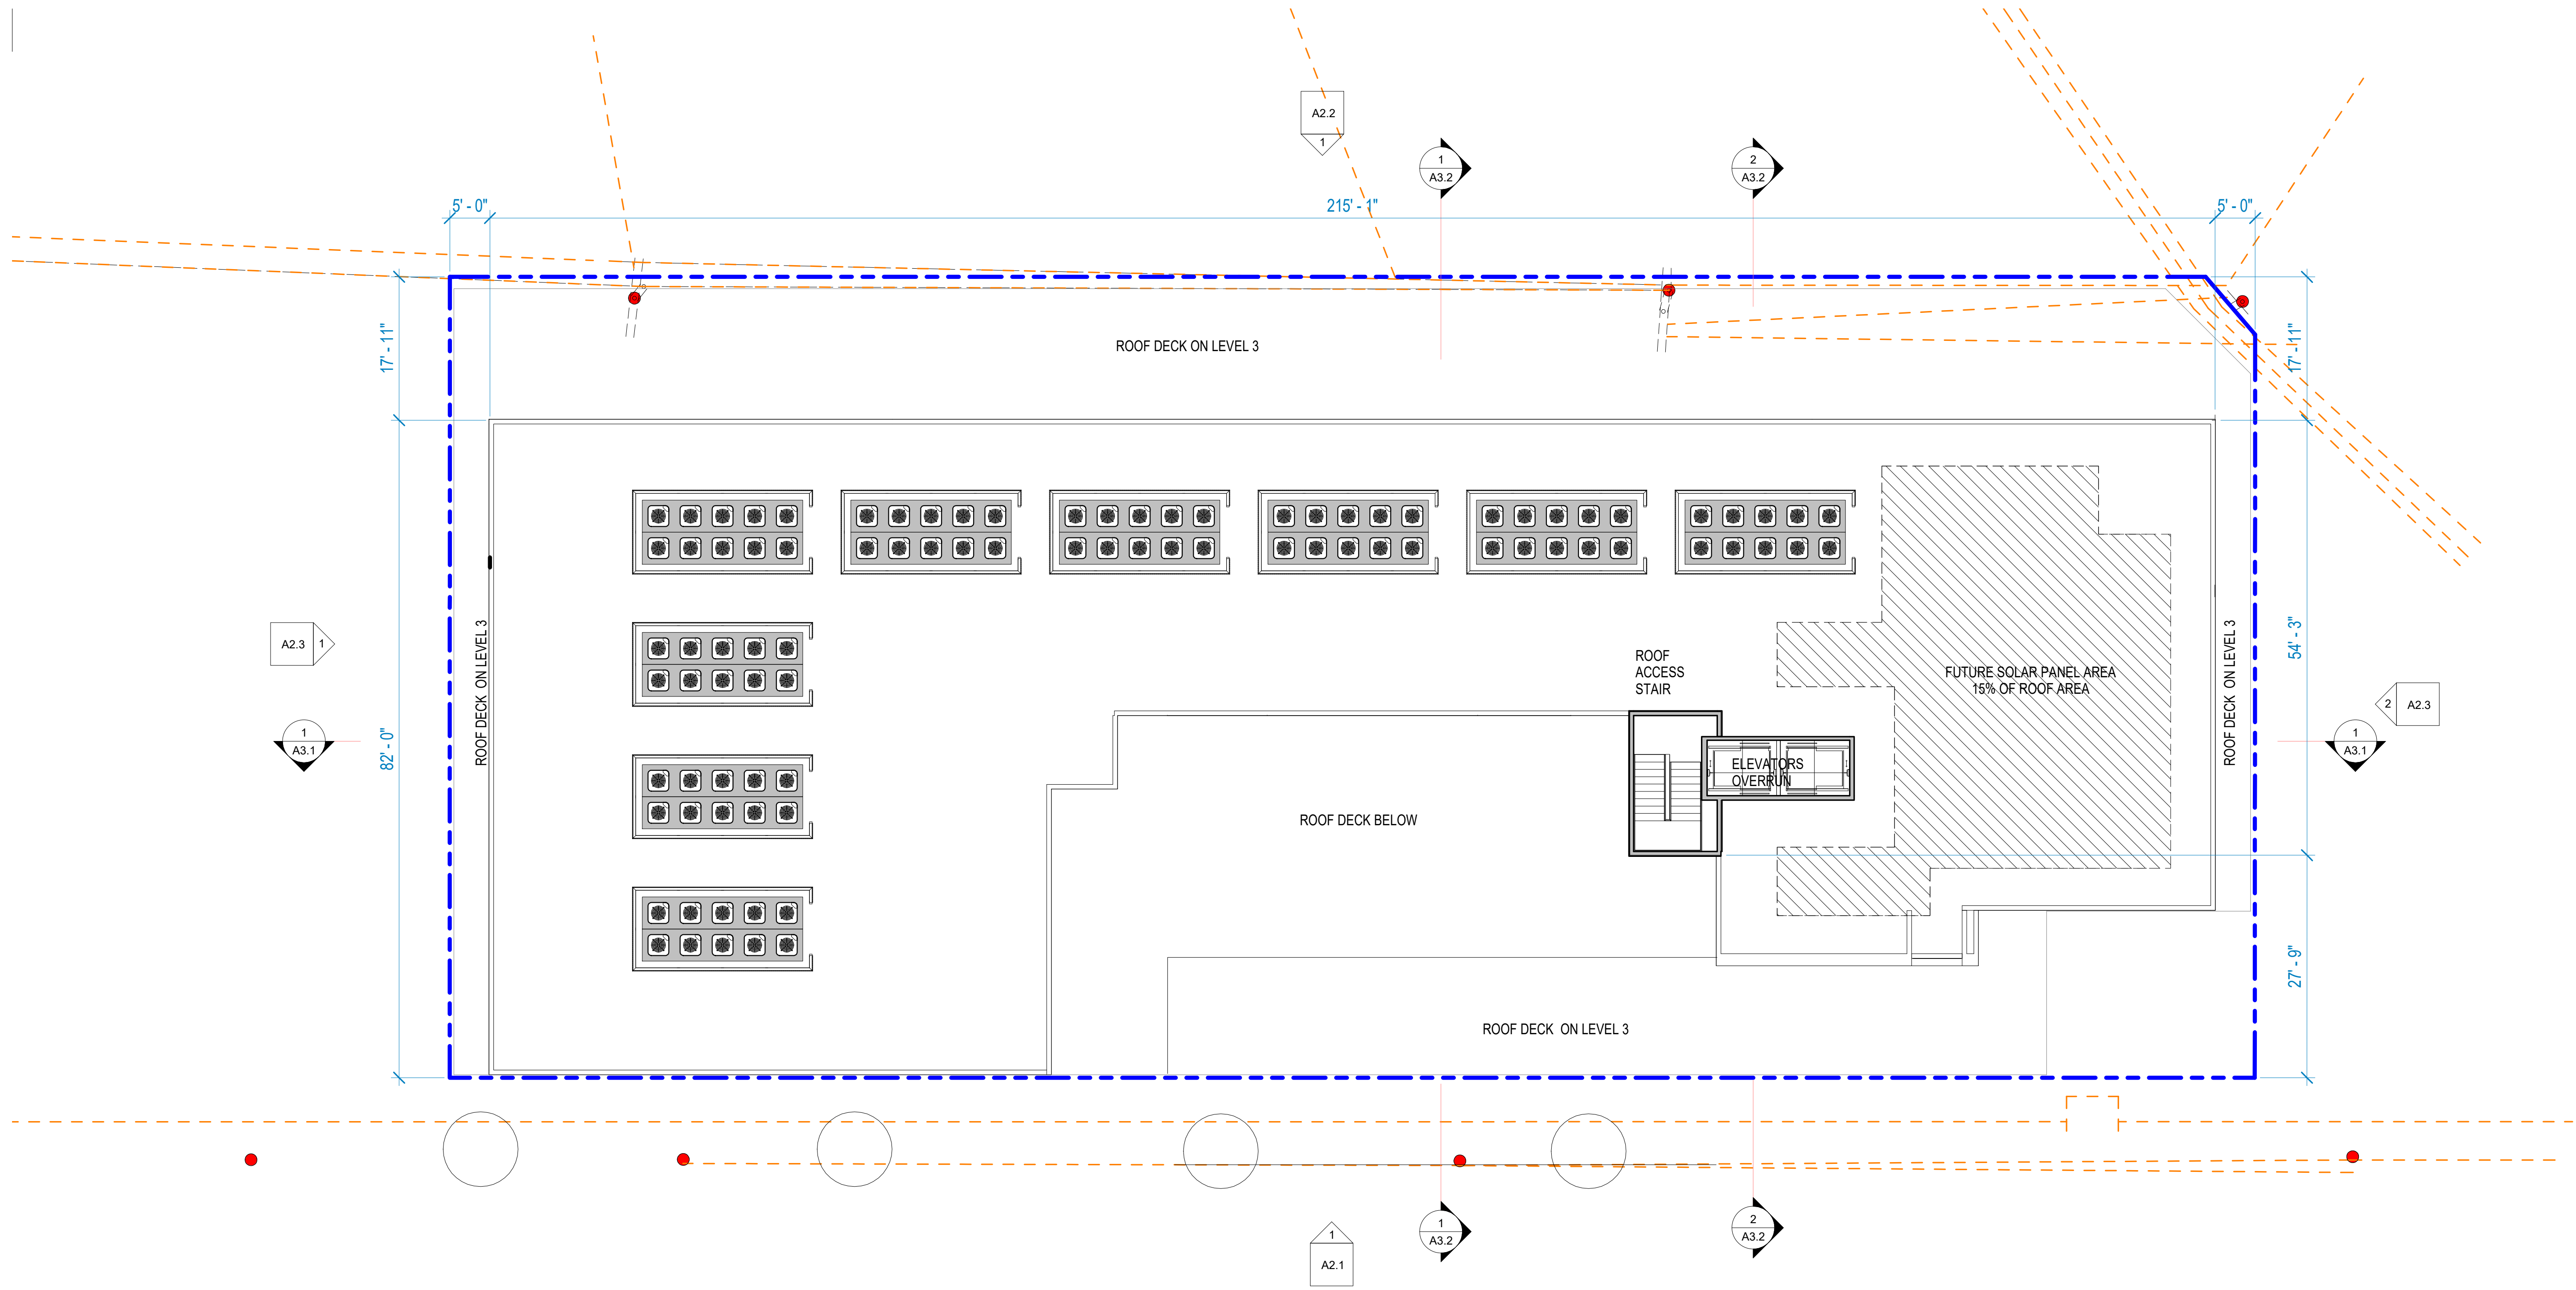 A2.2
1
1
A3.2
2
A3.2
5' - 0"
215' - 1"
5' - 0"
17' - 11"
17' - 11"
ROOF DECK ON LEVEL 3
A2.3
1
ROOF DECK ON LEVEL 3
ROOF
ACCESS
STAIR
FUTURE SOLAR PANEL AREA
15% OF ROOF AREA
ROOF DECK ON LEVEL 3
54' - 3"
2
A2.3
1
A3.1
82' - 0"
1
A3.1
ELEVATORS
OVERRUN
ROOF DECK BELOW
27' - 9"
ROOF DECK ON LEVEL 3
1
A2.1
1
A3.2
2
A3.2